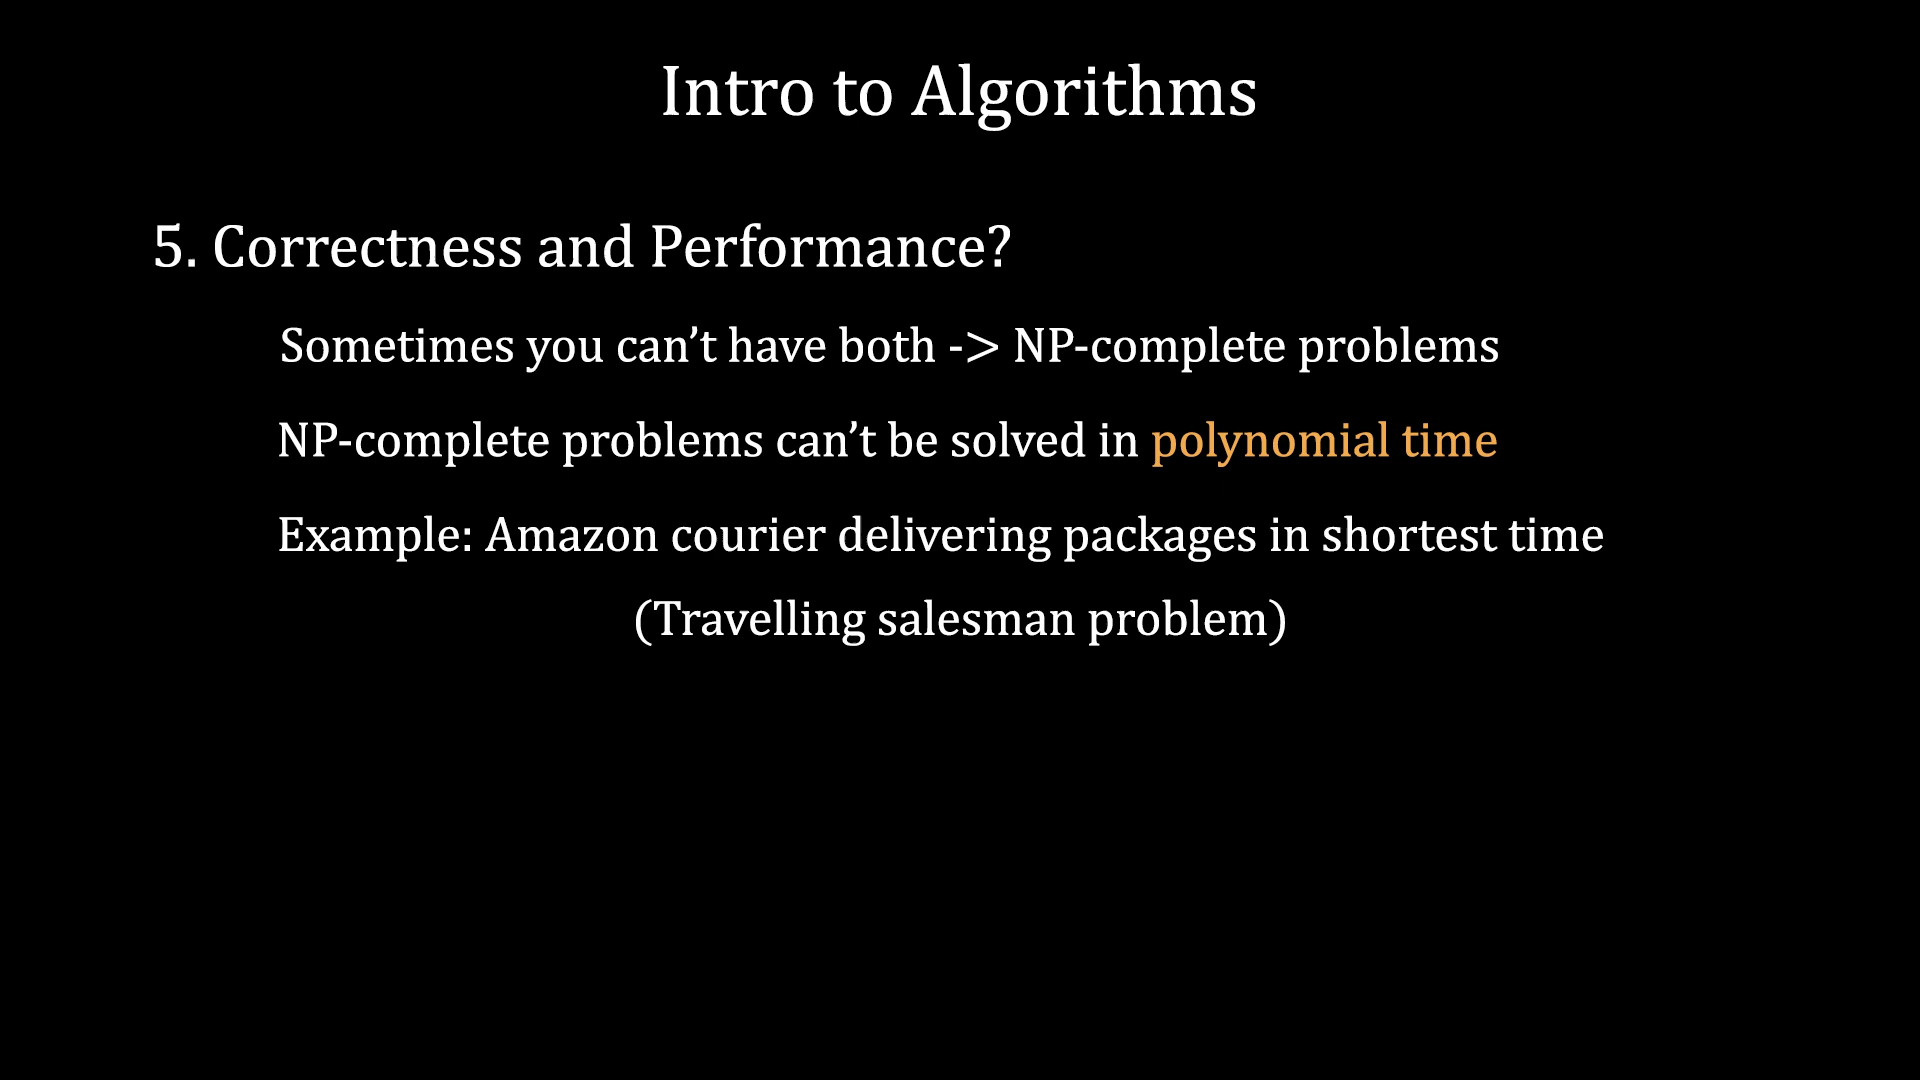 Intro to Algorithms
5. Correctness and Performance?
Sometimes you can’t have both -> NP-complete problems
NP-complete problems can’t be solved in polynomial time
Example: Amazon courier delivering packages in shortest time
(Travelling salesman problem)